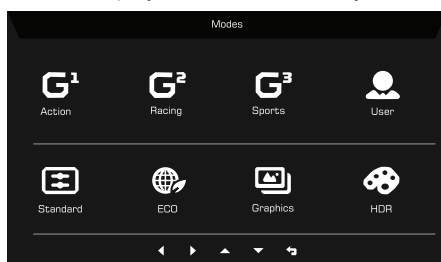 Modes
G¹ G² G³
Action Racing Sports User
Standard ECO Graphics HDR